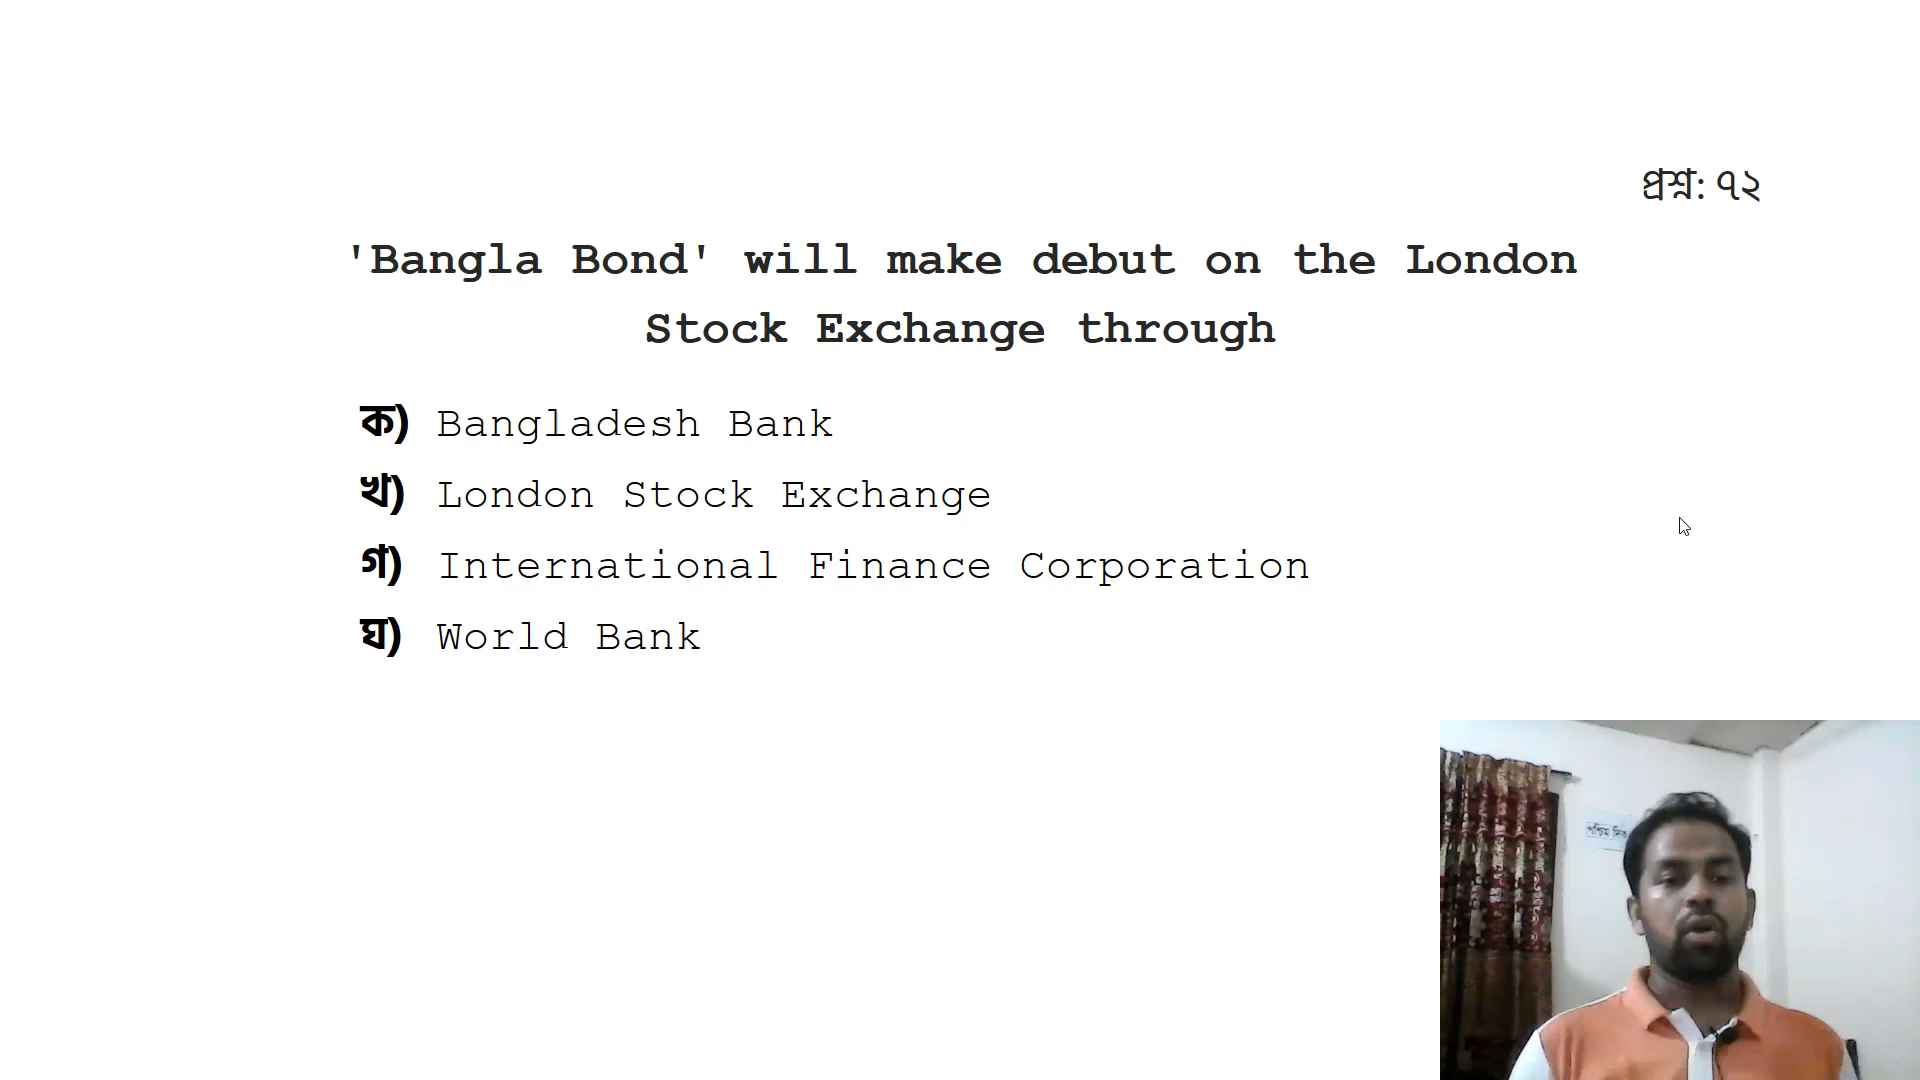 প্রশ্ন: ৭২
'Bangla Bond' will make debut on the London
Stock Exchange through
ক) Bangladesh Bank
খ) London Stock Exchange
গ) International Finance Corporation
ঘ) World Bank
পশ্চিম দিক